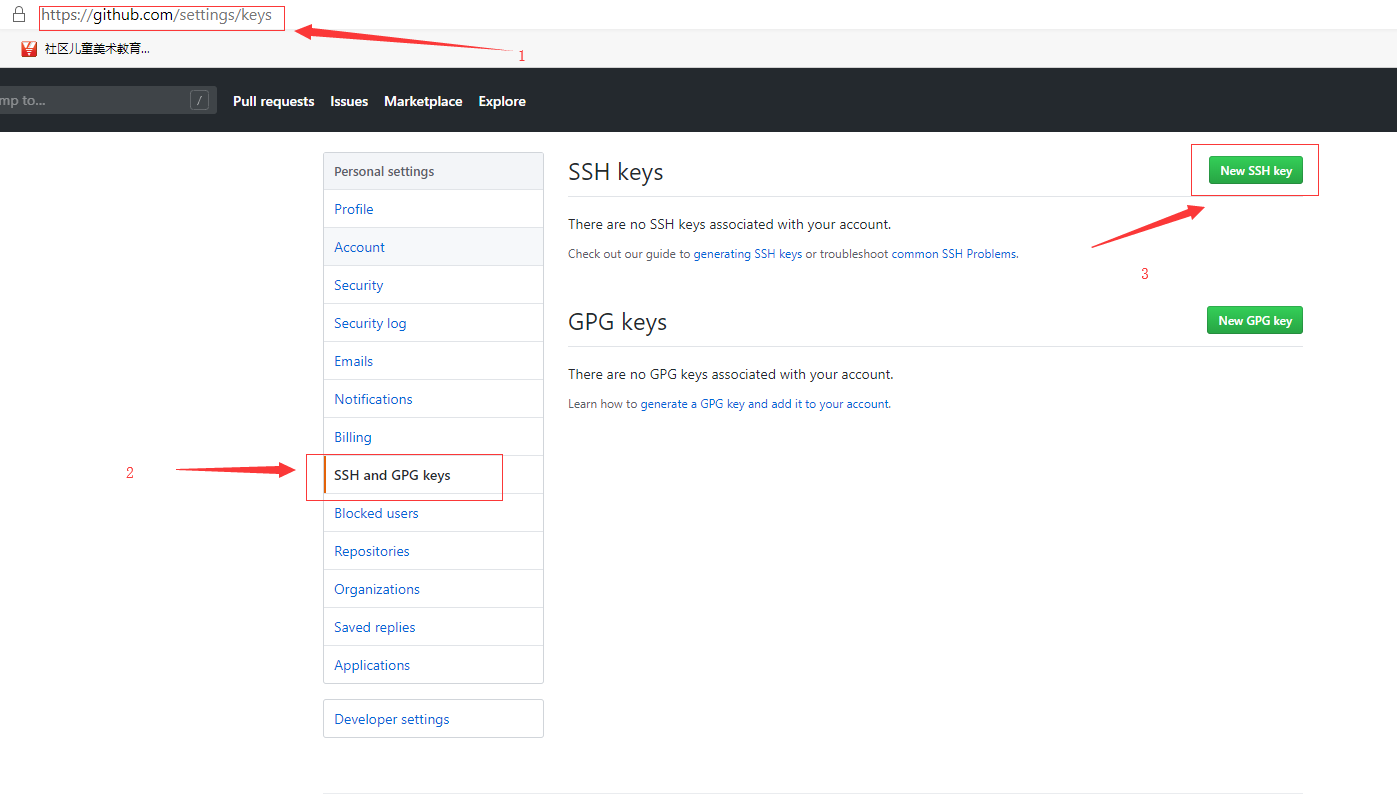 https://github.com/settings/keys
1
社区儿童美术教育...
mp to...
/
Pull requests
Issues
Marketplace
Explore
Personal settings
Profile
Account
Security
Security log
Emails
Notifications
Billing
2
SSH and GPG keys
Blocked users
Repositories
Organizations
Saved replies
Applications
Developer settings
SSH keys
New SSH key
There are no SSH keys associated with your account.
Check out our guide to generating SSH keys or troubleshoot common SSH Problems.
3
GPG keys
New GPG key
There are no GPG keys associated with your account.
Learn how to generate a GPG key and add it to your account.